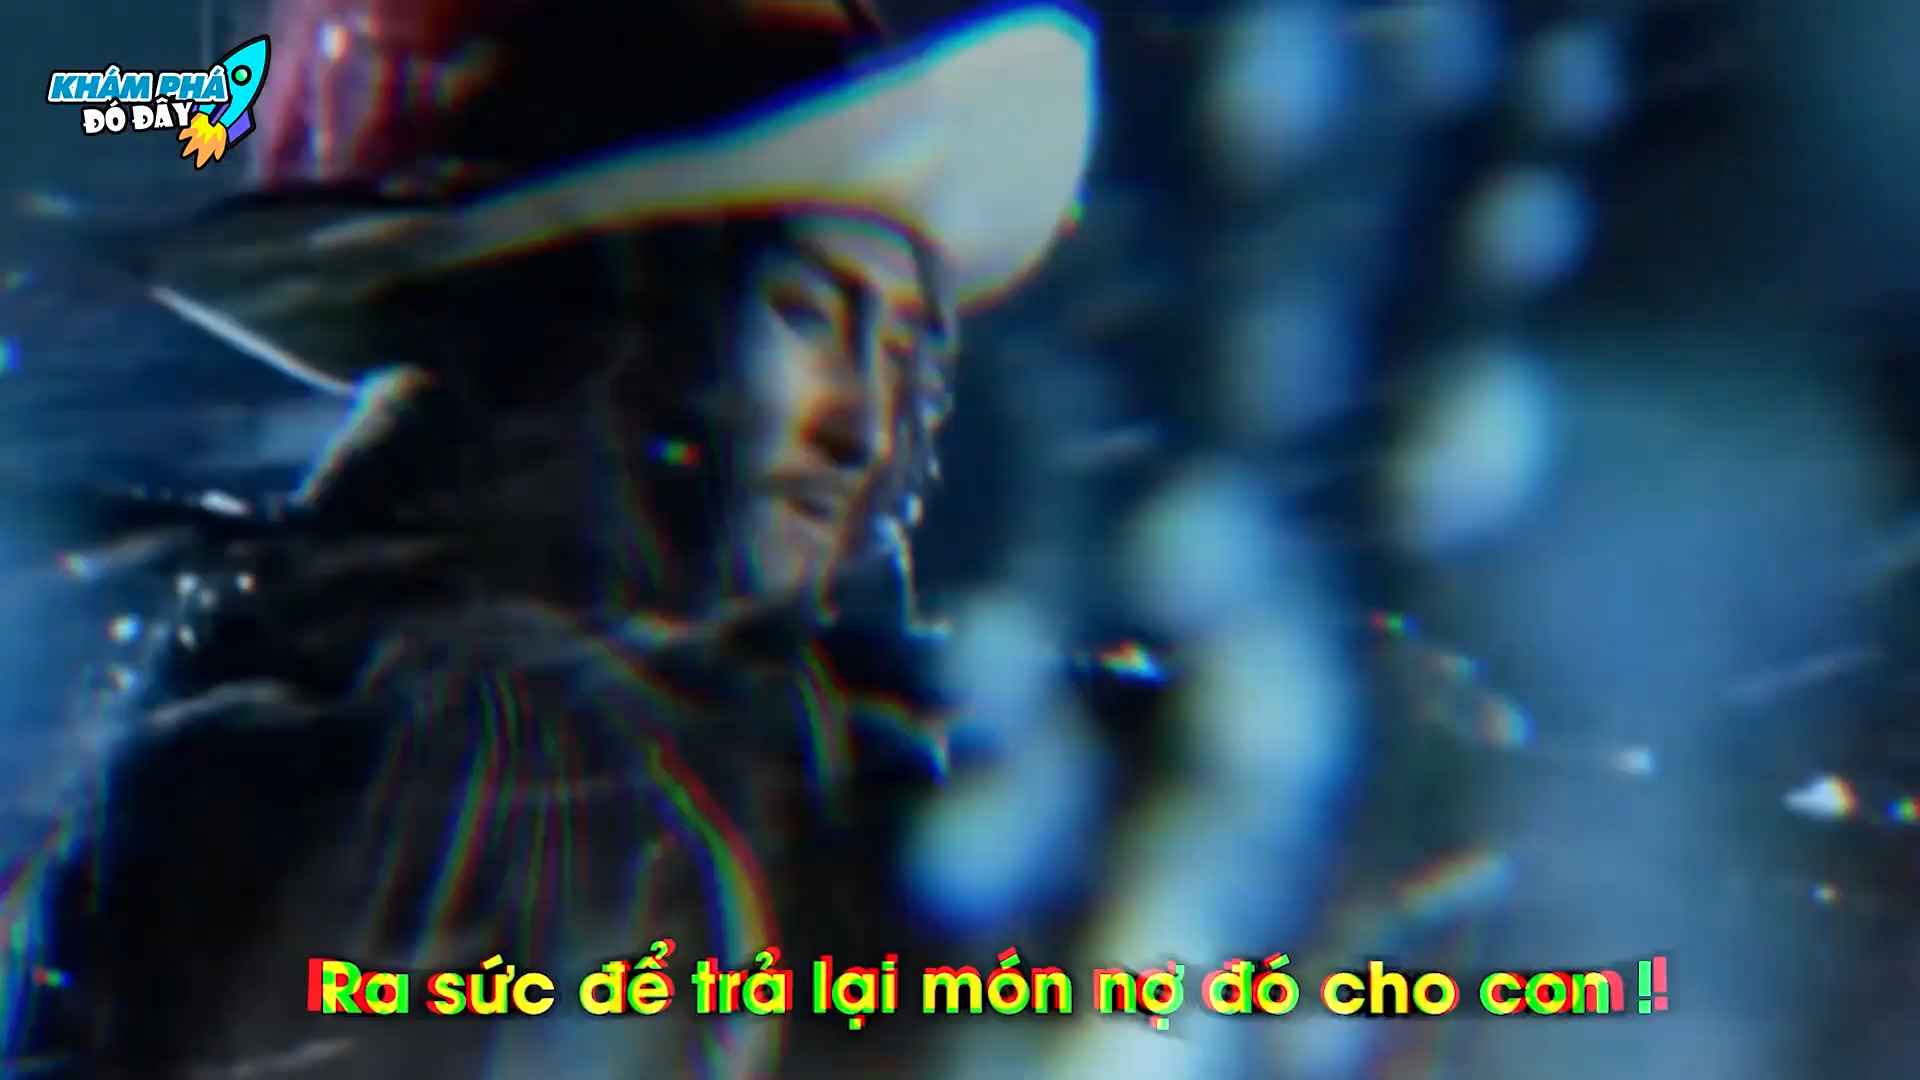 KHÁM PHÁ
ĐÓ ĐÂY
Ra sức để trả lại món nợ đó cho con !